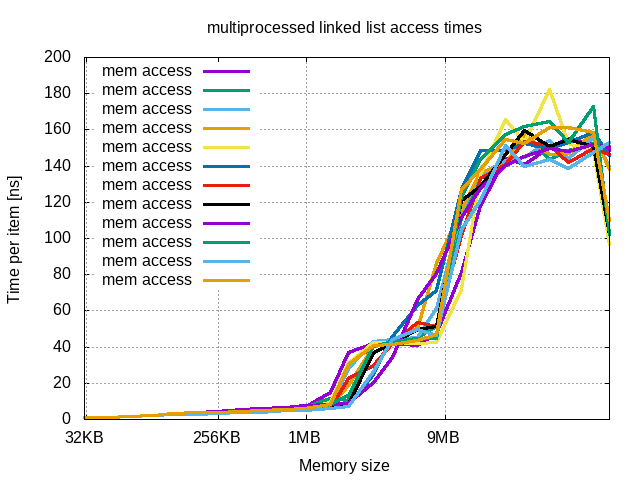 multiprocessed linked list access times
200
180
160
140
120
100
80
60
40
20
0
Time per item [ns]
mem access
mem access
mem access
mem access
mem access
mem access
mem access
mem access
mem access
mem access
mem access
mem access
32KB 256KB 1MB 9MB
Memory size